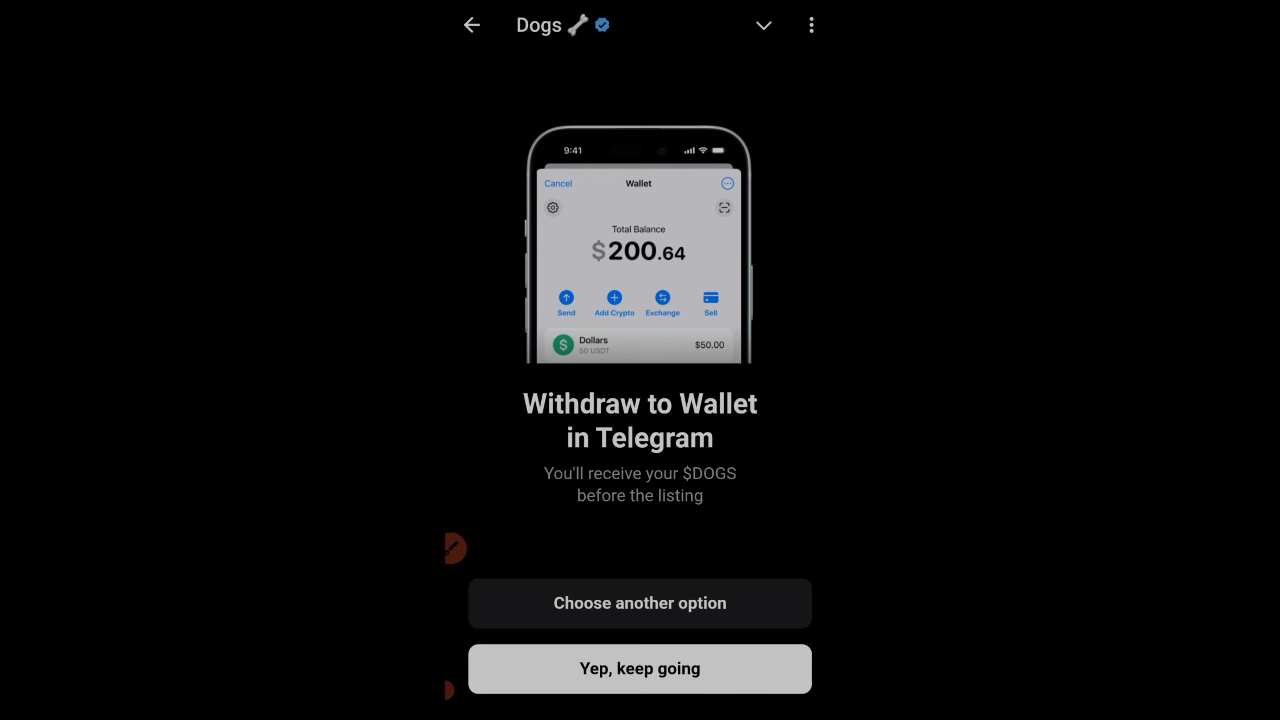 Dogs 🦴
9:41
Cancel
Wallet
Total Balance
$200.64
Send
Add Crypto
Exchange
Sell
Dollars
$50.00
50 USDT
Withdraw to Wallet
in Telegram
You'll receive your $DOGS
before the listing
Choose another option
Yep, keep going